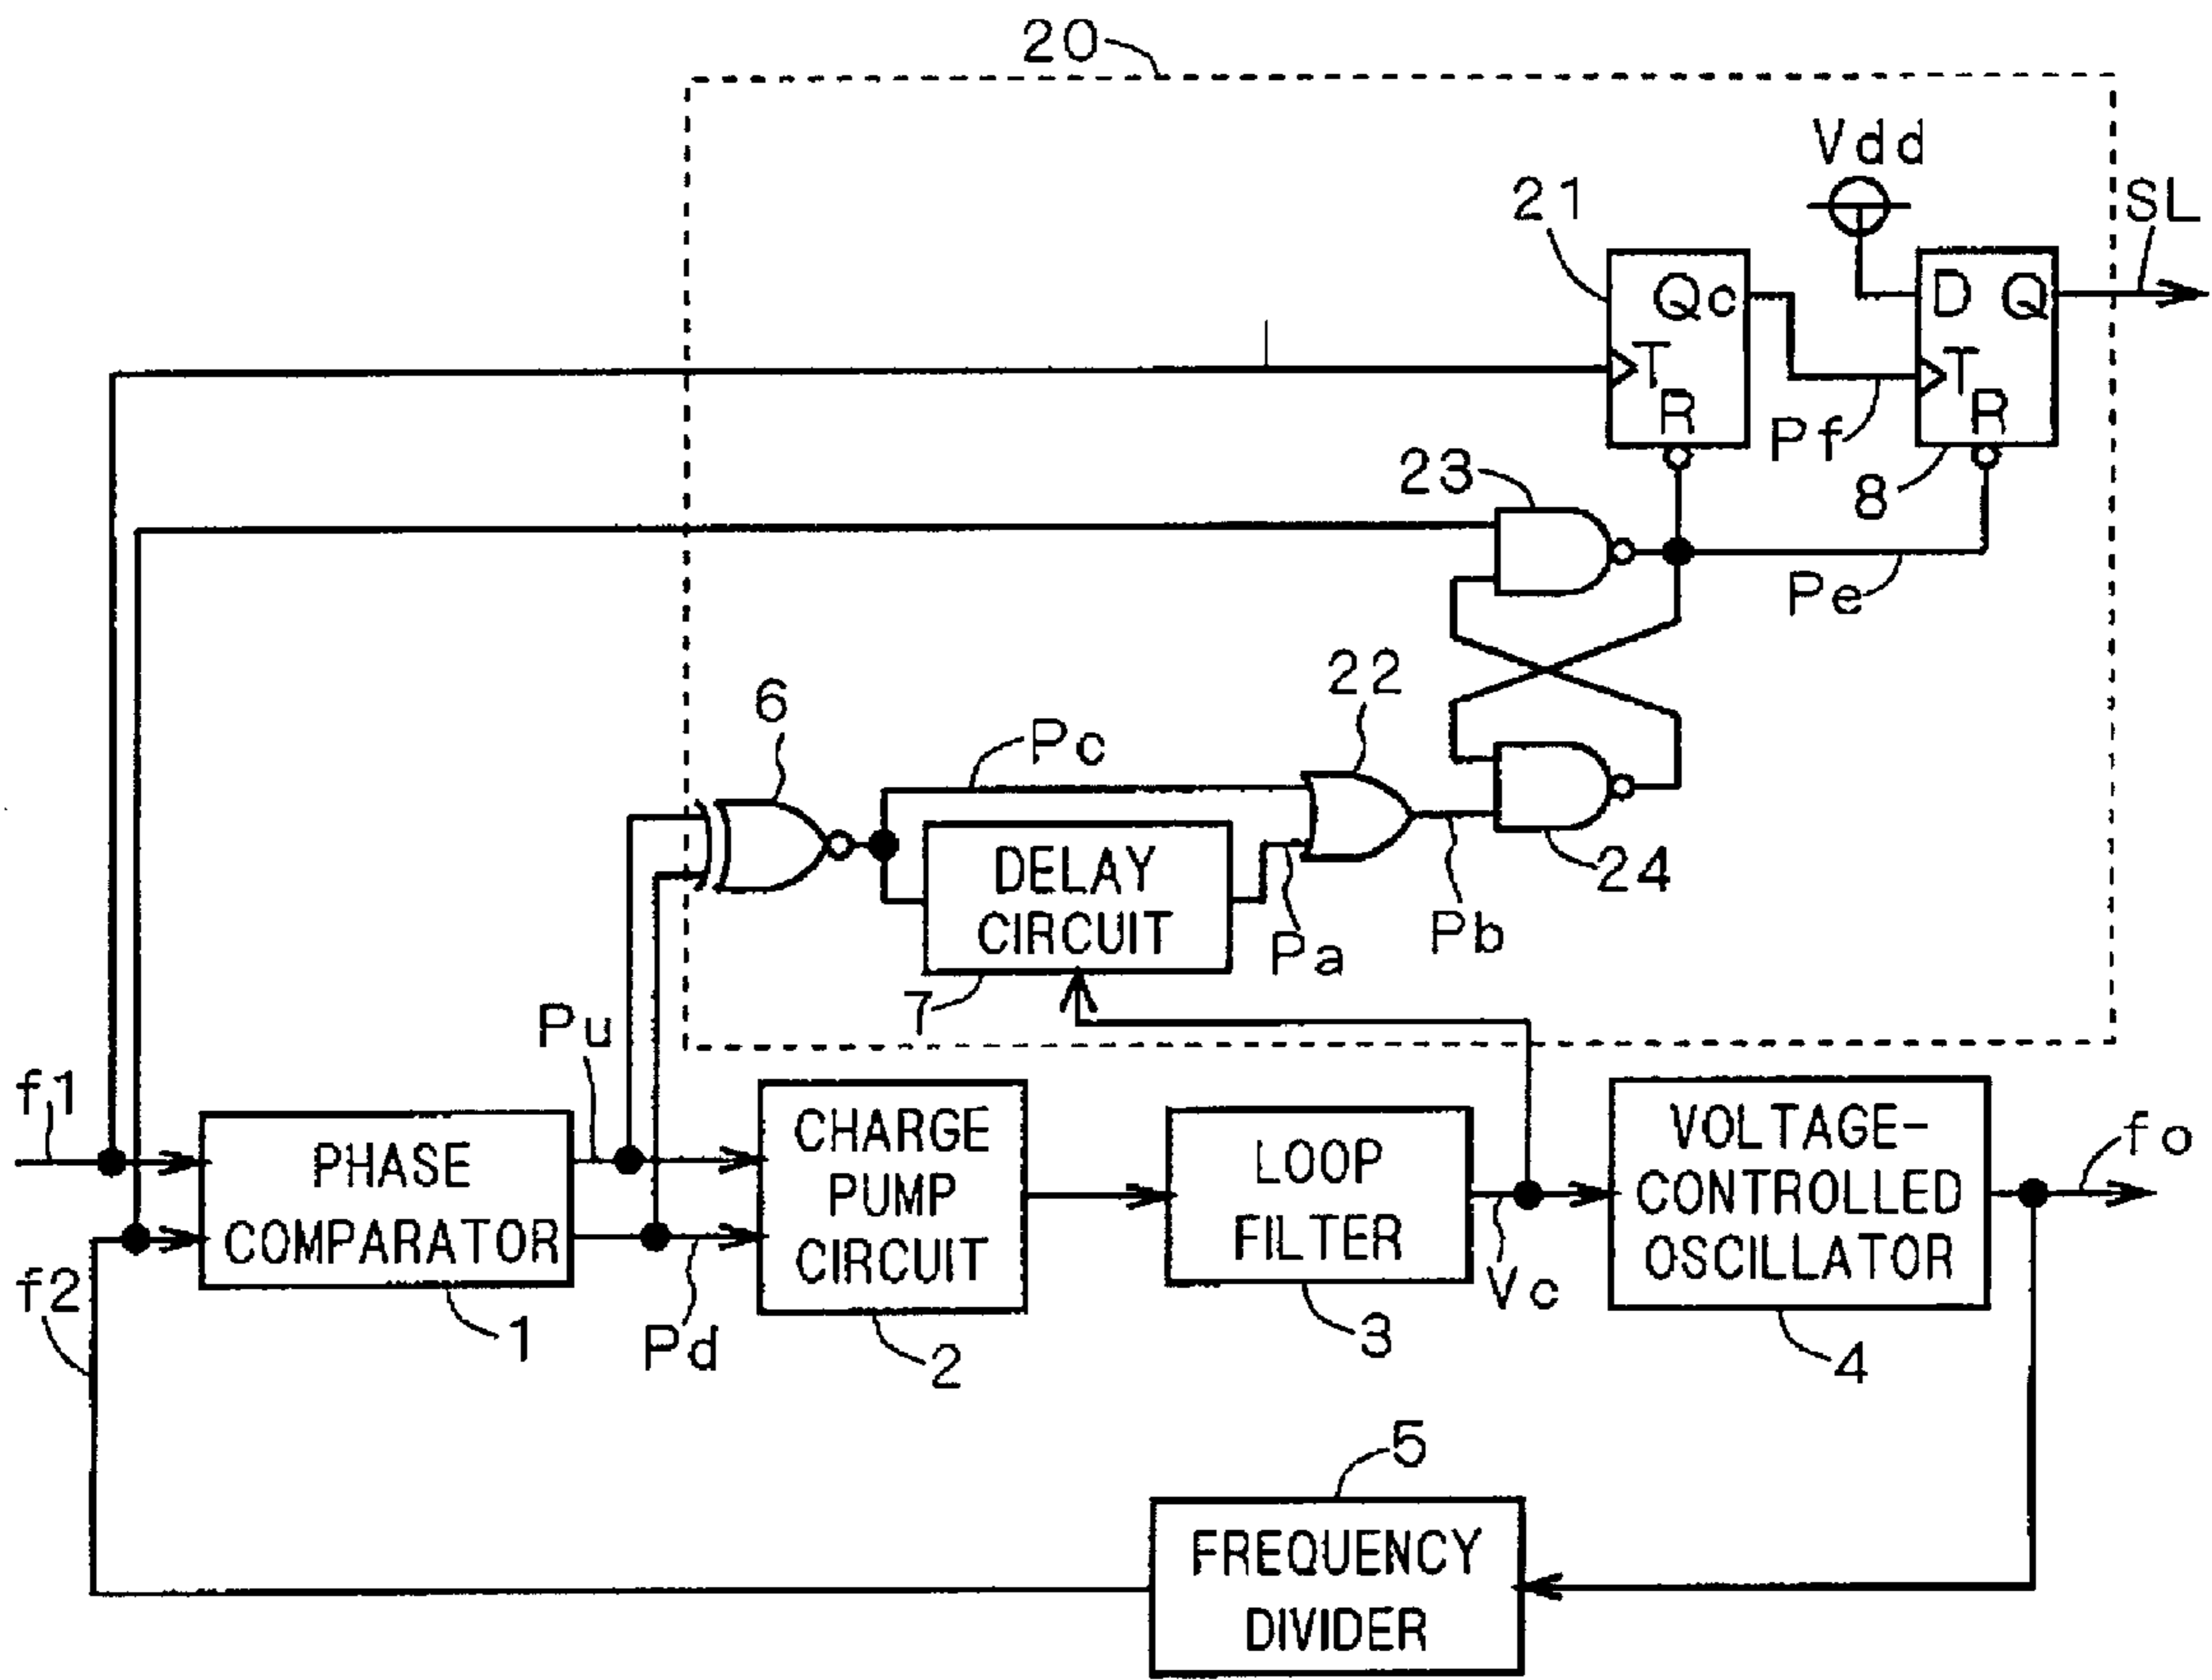 20
Vdd
SL
21
Qc
D Q
T
T
R
R
Pf
8
23
Pe
22
6
Pc
DELAY
CIRCUIT
24
Pa
Pb
7
Pu
f1
PHASE
COMPARATOR
CHARGE
PUMP
CIRCUIT
LOOP
FILTER
VOLTAGE-
CONTROLLED
OSCILLATOR
fo
f2
Vc
1
Pd
2
3
4
5
FREQUENCY
DIVIDER